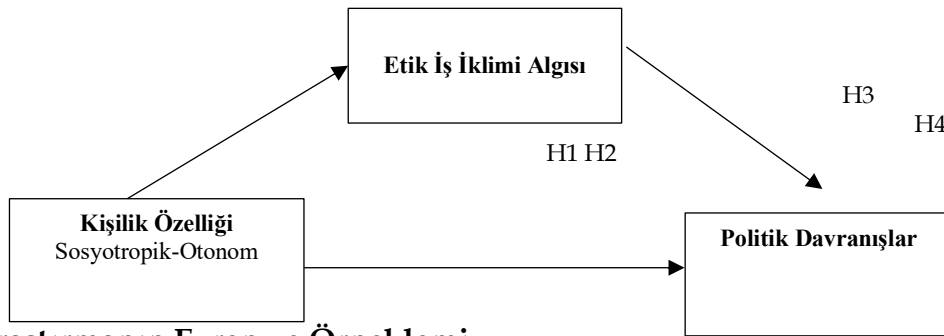 Etik İş İklimi Algısı
H3
H4
H1 H2
Kişilik Özelliği
Sosyotropik-Otonom
Politik Davranışlar